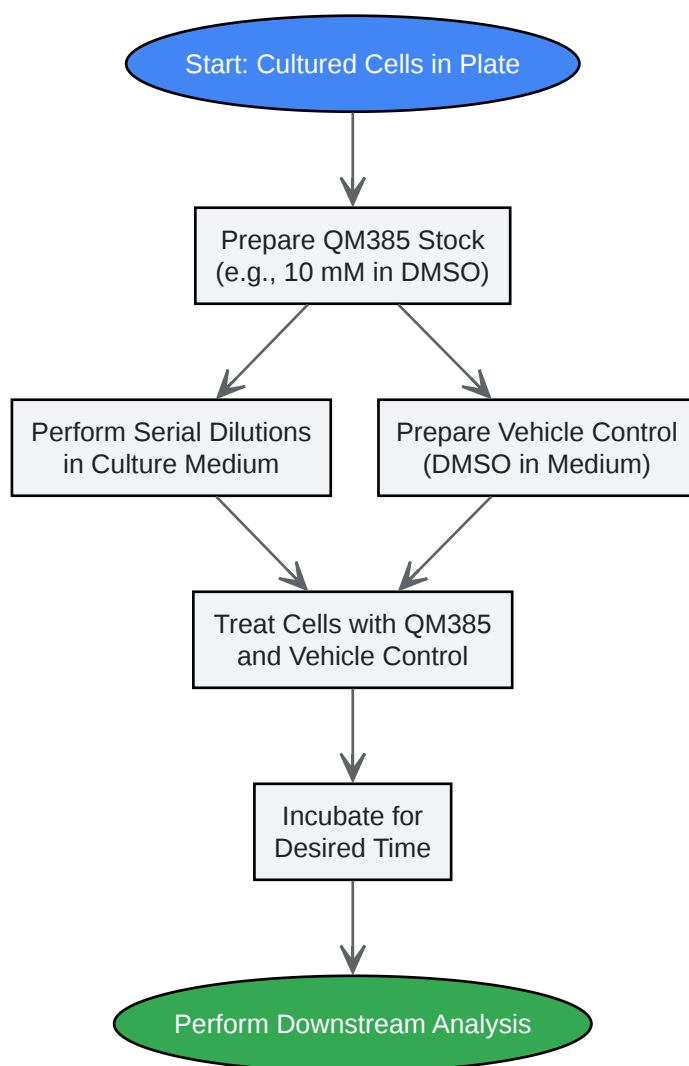 Start: Cultured Cells in Plate
Prepare QM385 Stock
(e.g., 10 mM in DMSO)
Perform Serial Dilutions
in Culture Medium
Prepare Vehicle Control
(DMSO in Medium)
Treat Cells with QM385
and Vehicle Control
Incubate for
Desired Time
Perform Downstream Analysis